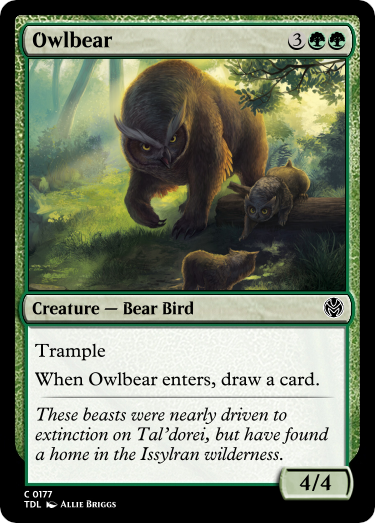 Owlbear 3
Creature — Bear Bird
Trample
When Owlbear enters, draw a card.
These beasts were nearly driven to
extinction on Tal'dorei, but have found
a home in the Issylran wilderness.
4/4
C 0177
TDL Allie Briggs